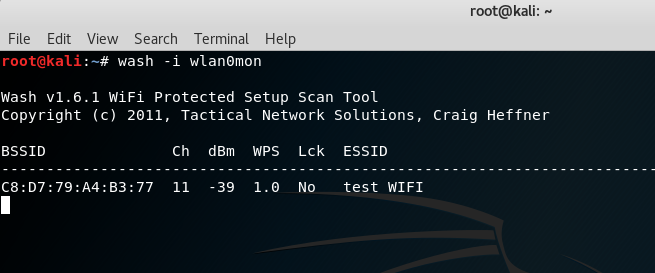 root@kali: ~
File Edit View Search Terminal Help
root@kali:~# wash -i wlan0mon
Wash v1.6.1 WiFi Protected Setup Scan Tool
Copyright (c) 2011, Tactical Network Solutions, Craig Heffner
BSSID Ch dBm WPS Lck ESSID
--------------------------------------------------------------------------------
C8:D7:79:A4:B3:77 11 -39 1.0 No test WIFI